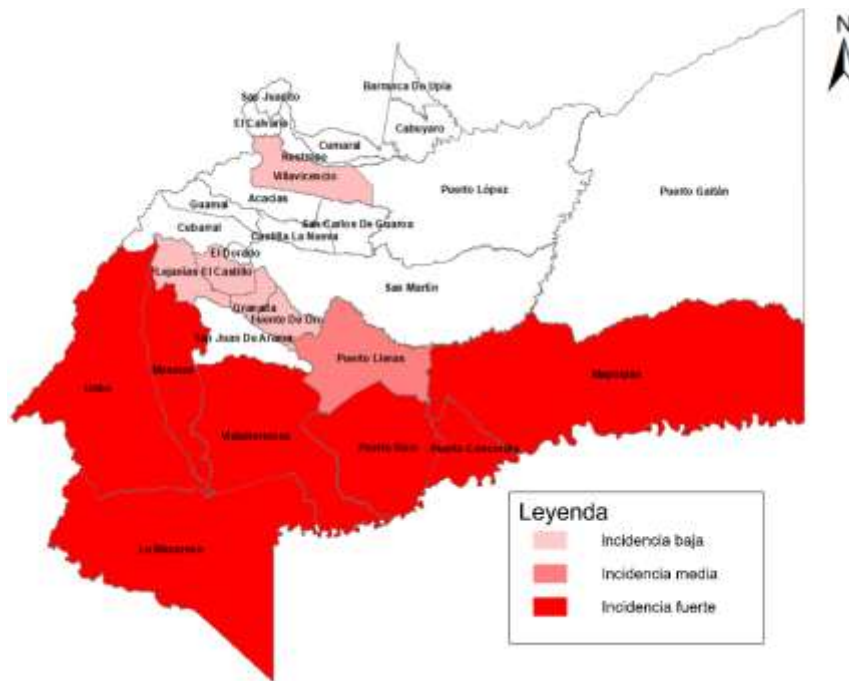 N
Barranca De Upía
San Juanito
El Calvario
Cabuyaro
Cumaral
Restrepo
Villavicencio
Puerto López
Puerto Gaitán
Acacías
Guamal
San Carlos De Guaroa
Cubarral
Castilla La Nueva
El Dorado
Lejanías El Castillo
San Martín
Granada
Fuente De Oro
San Juan De Arama
Puerto Lleras
Mesetas
Mapiripán
Uribe
Vistahermosa
Puerto Rico
Puerto Concordia
La Macarena
Leyenda
Incidencia baja
Incidencia media
Incidencia fuerte